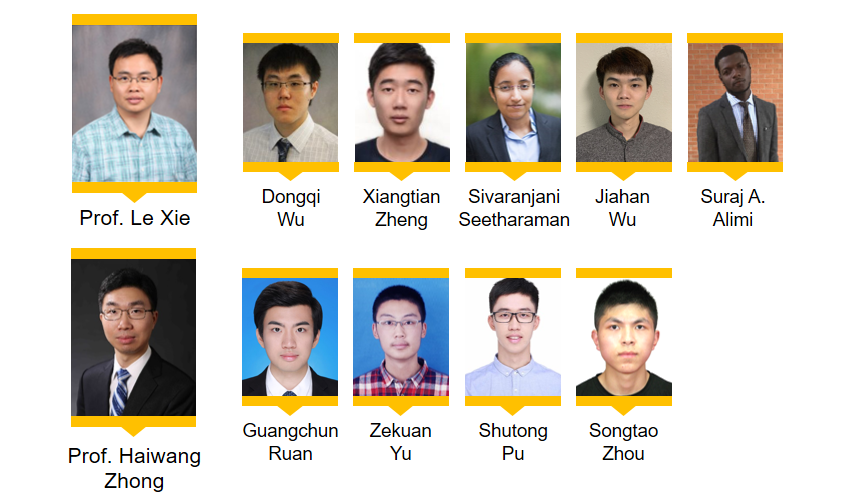 Prof. Le Xie
Dongqi
Wu
Xiangtian
Zheng
Sivaranjani
Seetharaman
Jiahan
Wu
Suraj A.
Alimi
Prof. Haiwang
Zhong
Guangchun
Ruan
Zekuan
Yu
Shutong
Pu
Songtao
Zhou